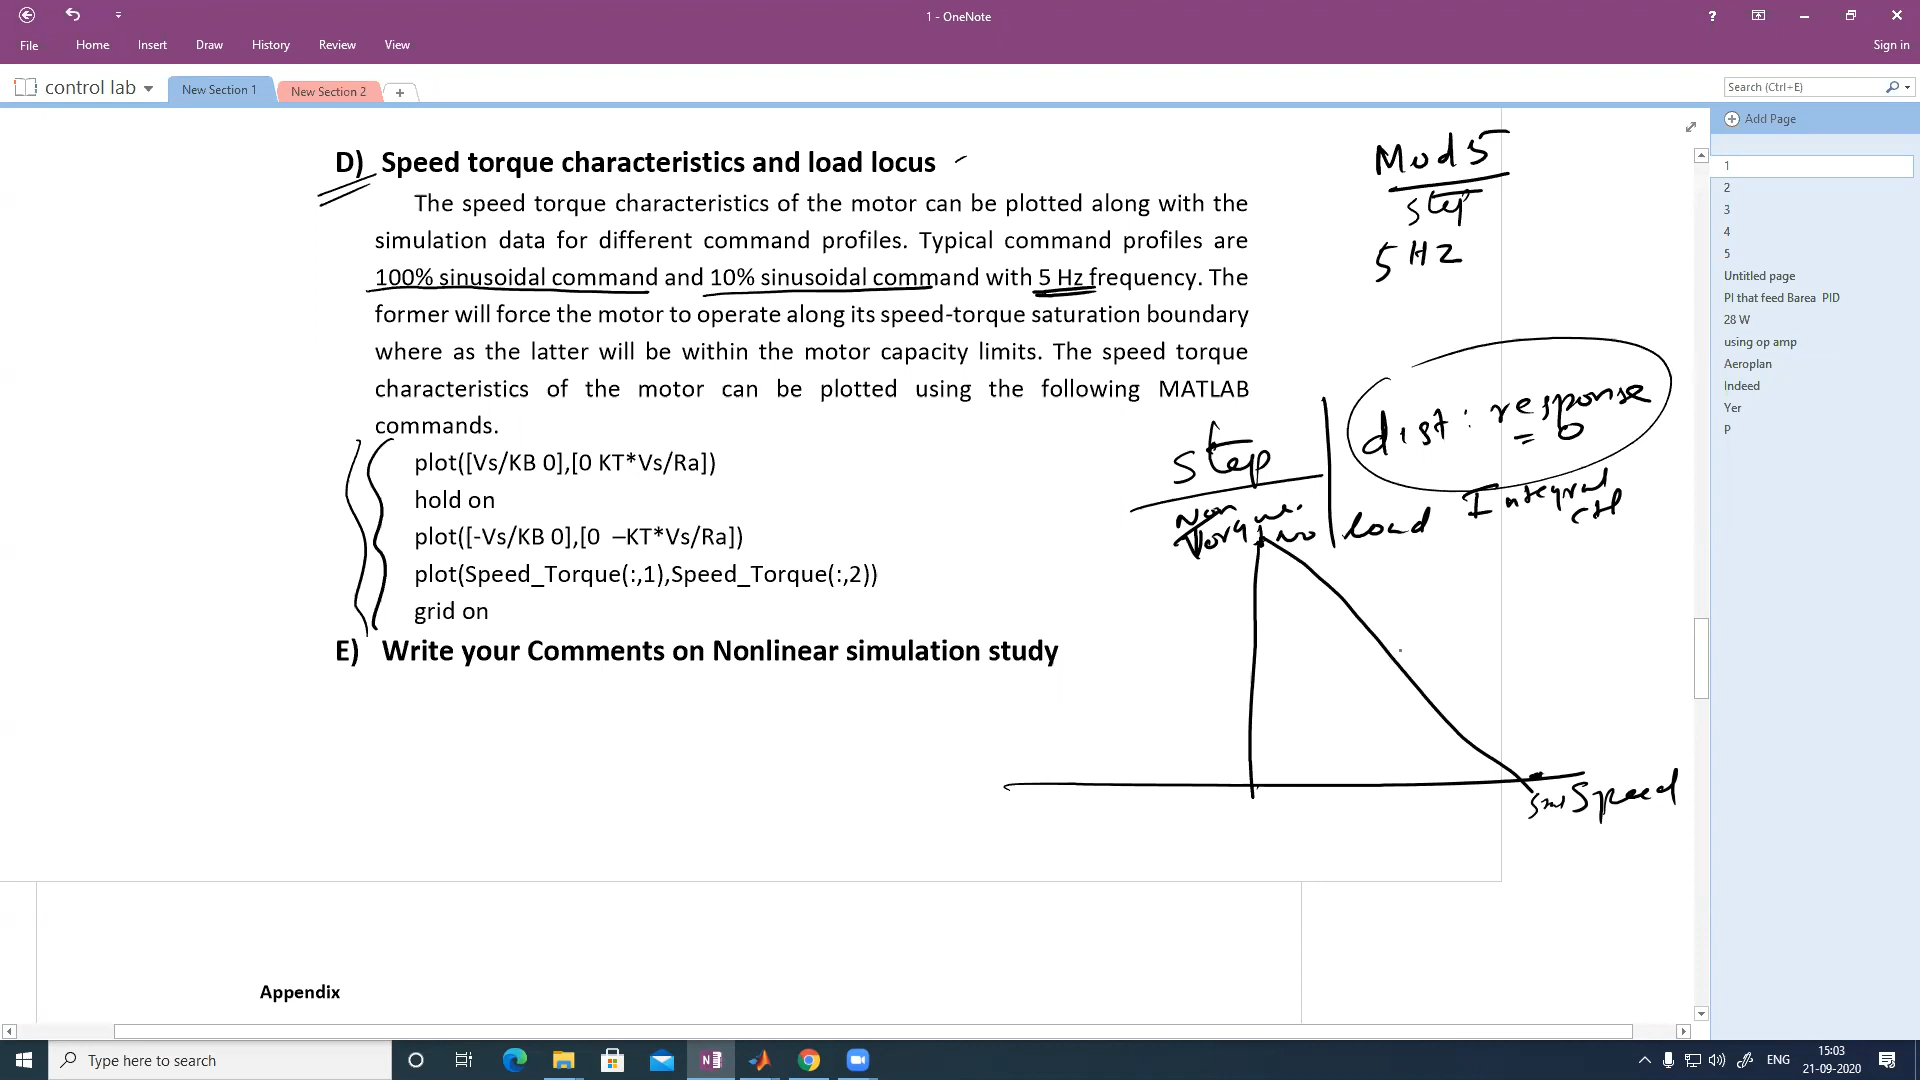 1 - OneNote
?
File Home Insert Draw History Review View
Sign in
control lab New Section 1 New Section 2 +
Search (Ctrl+E)
Add Page
1
2
3
4
5
Untitled page
PI that feed Barea PID
28 W
using op amp
Aeroplan
Indeed
Yer
P
D) Speed torque characteristics and load locus
The speed torque characteristics of the motor can be plotted along with the
simulation data for different command profiles. Typical command profiles are
100% sinusoidal command and 10% sinusoidal command with 5 Hz frequency. The
former will force the motor to operate along its speed-torque saturation boundary
where as the latter will be within the motor capacity limits. The speed torque
characteristics of the motor can be plotted using the following MATLAB
commands.
plot([Vs/KB 0],[0 KT*Vs/Ra])
hold on
plot([-Vs/KB 0],[0 –KT*Vs/Ra])
plot(Speed_Torque(:,1),Speed_Torque(:,2))
grid on
E) Write your Comments on Nonlinear simulation study
Mod 5
step
5 HZ
dist: response
= 0
step
Integral
no load
Speed
Appendix
Type here to search
ENG
15:03
21-09-2020